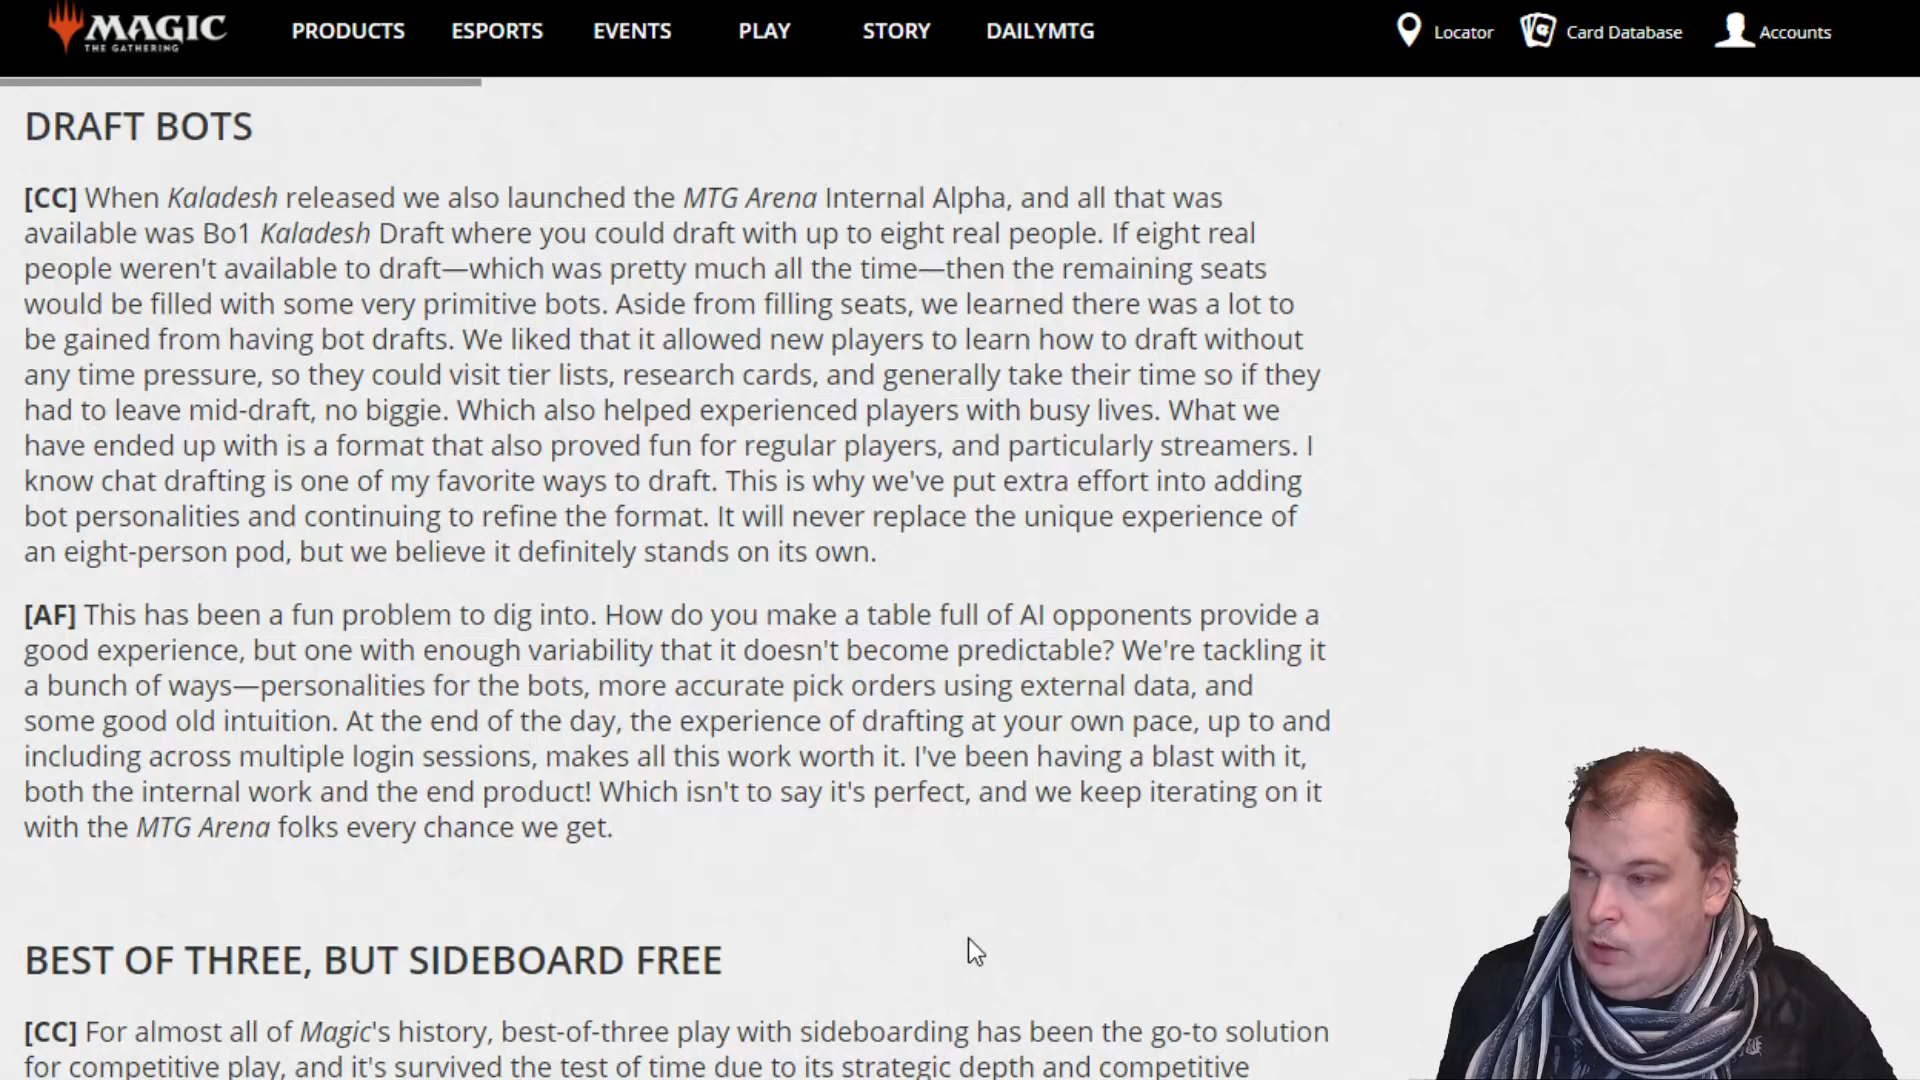 MAGIC
THE GATHERING
PRODUCTS
ESPORTS
EVENTS
PLAY
STORY
DAILYMTG
Locator
Card Database
Accounts
DRAFT BOTS
[CC] When Kaladesh released we also launched the MTG Arena Internal Alpha, and all that was
available was Bo1 Kaladesh Draft where you could draft with up to eight real people. If eight real
people weren't available to draft—which was pretty much all the time—then the remaining seats
would be filled with some very primitive bots. Aside from filling seats, we learned there was a lot to
be gained from having bot drafts. We liked that it allowed new players to learn how to draft without
any time pressure, so they could visit tier lists, research cards, and generally take their time so if they
had to leave mid-draft, no biggie. Which also helped experienced players with busy lives. What we
have ended up with is a format that also proved fun for regular players, and particularly streamers. I
know chat drafting is one of my favorite ways to draft. This is why we've put extra effort into adding
bot personalities and continuing to refine the format. It will never replace the unique experience of
an eight-person pod, but we believe it definitely stands on its own.
[AF] This has been a fun problem to dig into. How do you make a table full of AI opponents provide a
good experience, but one with enough variability that it doesn't become predictable? We're tackling it
a bunch of ways—personalities for the bots, more accurate pick orders using external data, and
some good old intuition. At the end of the day, the experience of drafting at your own pace, up to and
including across multiple login sessions, makes all this work worth it. I've been having a blast with it,
both the internal work and the end product! Which isn't to say it's perfect, and we keep iterating on it
with the MTG Arena folks every chance we get.
BEST OF THREE, BUT SIDEBOARD FREE
[CC] For almost all of Magic's history, best-of-three play with sideboarding has been the go-to solution
for competitive play, and it's survived the test of time due to its strategic depth and competitive